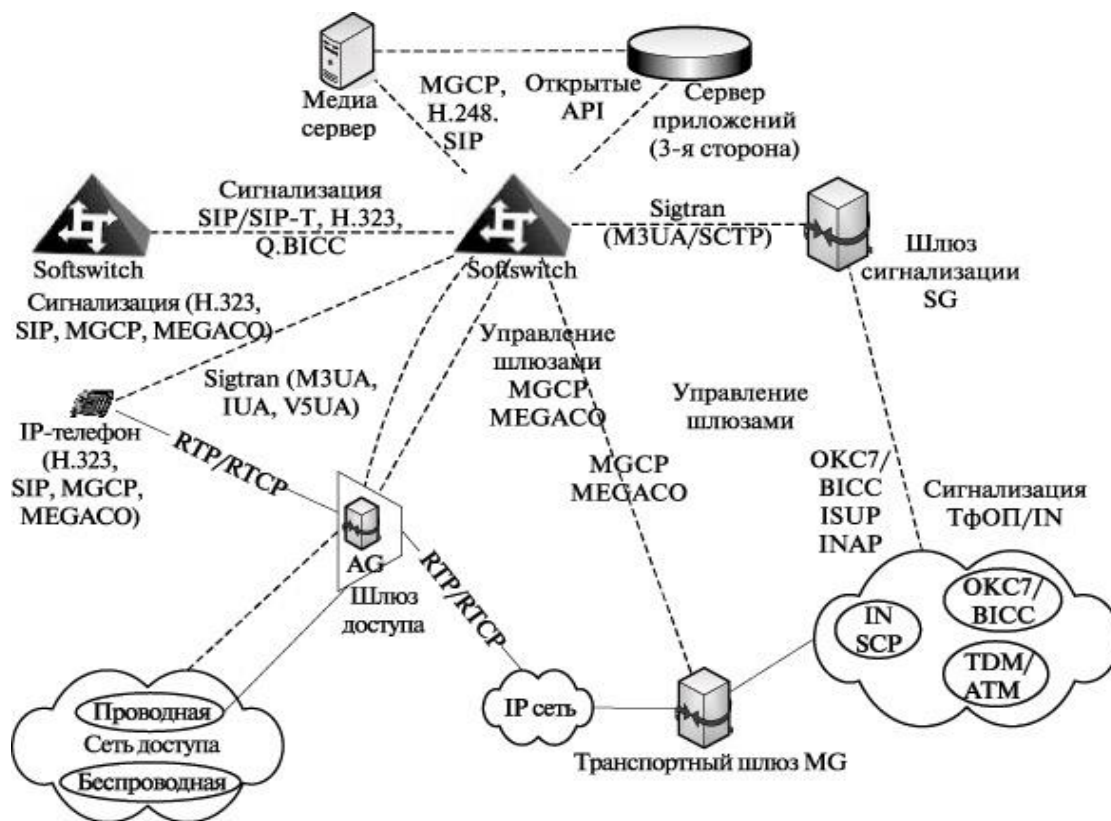 Медиа
сервер
MGCP,
H.248.
SIP
Открытые
API
Сервер
приложений
(3-я сторона)
Сигнализация
SIP/SIP-T, H.323,
Q.BICC
Softswitch
Softswitch
Sigtran
(M3UA/SCTP)
Шлюз
сигнализации
SG
Сигнализация (H.323,
SIP, MGCP, MEGACO)
Sigtran (M3UA,
IUA, V5UA)
Управление
шлюзами
MGCP
MEGACO
Управление
шлюзами
MGCP
MEGACO
IP-телефон
(H.323,
SIP, MGCP,
MEGACO)
RTP/RTCP
ОКС7/
BICC
ISUP
INAP
Сигнализация
ТфОП/IN
AG
Шлюз
доступа
RTP/RTCP
IN
SCP
ОКС7/
BICC
TDM/
ATM
Проводная
Сеть доступа
Беспроводная
IP сеть
Транспортный шлюз MG